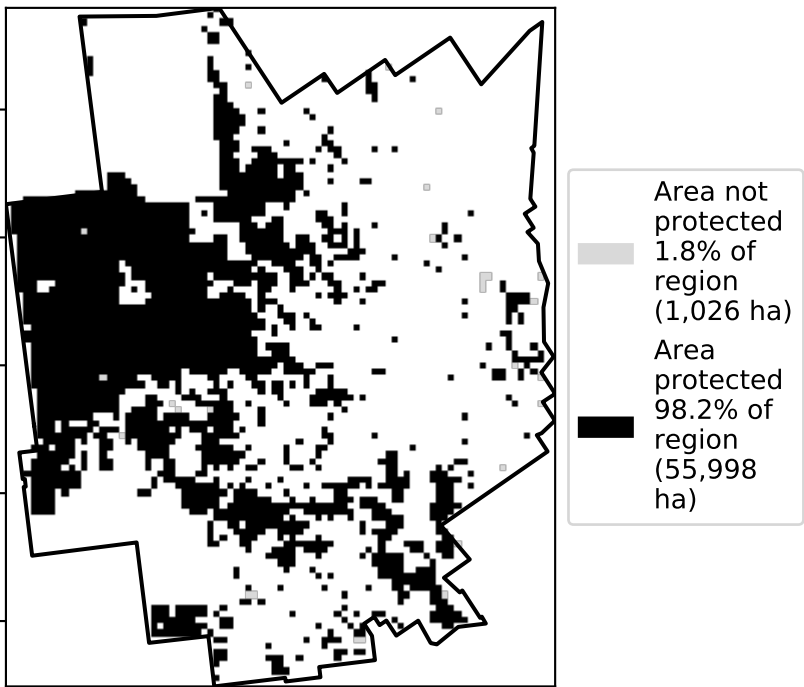 Area not
protected
1.8% of
region
(1,026 ha)
Area
protected
98.2% of
region
(55,998
ha)